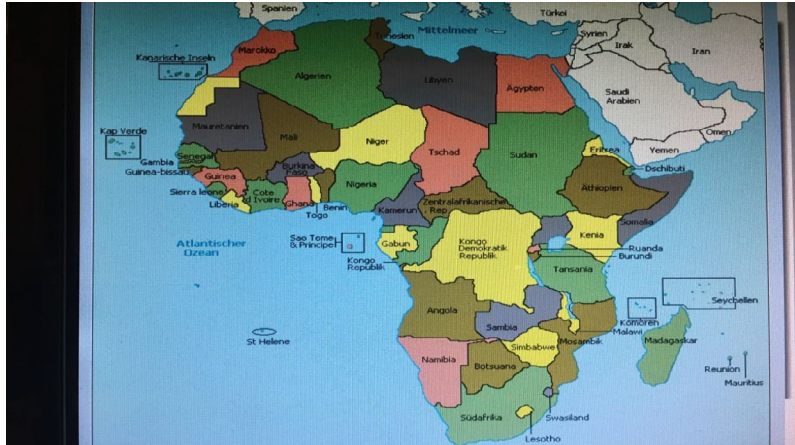 Spanien
Türkei
Mittelmeer
Tunesien
Syrien
Irak
Iran
Marokko
Kanarische Inseln
Algerien
Libyen
Ägypten
Saudi
Arabien
Omen
Yemen
Kap Verde
Mauretanien
Mali
Niger
Tschad
Sudan
Eritrea
Dschibuti
Senegal
Gambia
Guinea-bissau
Guinea
Burkina
Faso
Sierra leone
Liberia
Cote
d Ivoire
Ghana
Togo
Benin
Nigeria
Kamerun
Zentralafrikanische
Rep
Äthiopien
Somalia
Atlantischer
Ozean
Sao Tome
& Principe
Gabun
Kongo
Republik
Kongo
Demokratik
Republik
Kenia
Ruanda
Burundi
Tansania
Seychellen
Angola
Sambia
Komoren
Malawi
Mosambik
Madagaskar
St Helene
Simbabwe
Namibia
Botsuana
Reunion
Mauritius
Südafrika
Swasiland
Lesotho